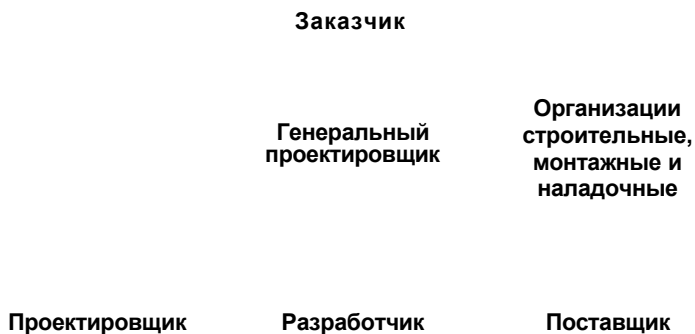 Заказчик
Генеральный
проектировщик
Организации
строительные,
монтажные и
наладочные
Проектировщик
Разработчик
Поставщик